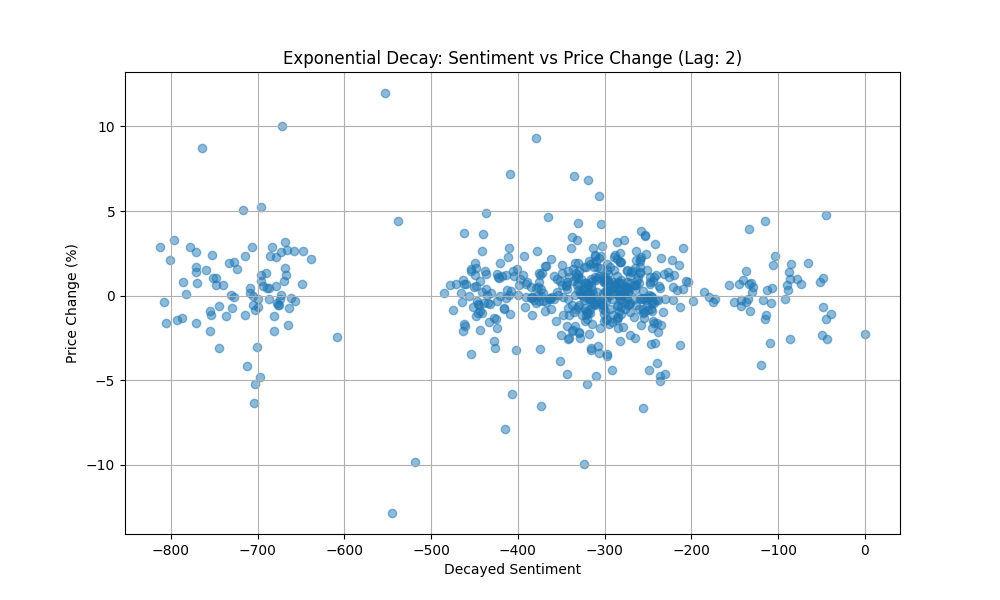 Exponential Decay: Sentiment vs Price Change (Lag: 2)
Price Change (%)
10
5
0
−5
−10
−800 −700 −600 −500 −400 −300 −200 −100 0
Decayed Sentiment